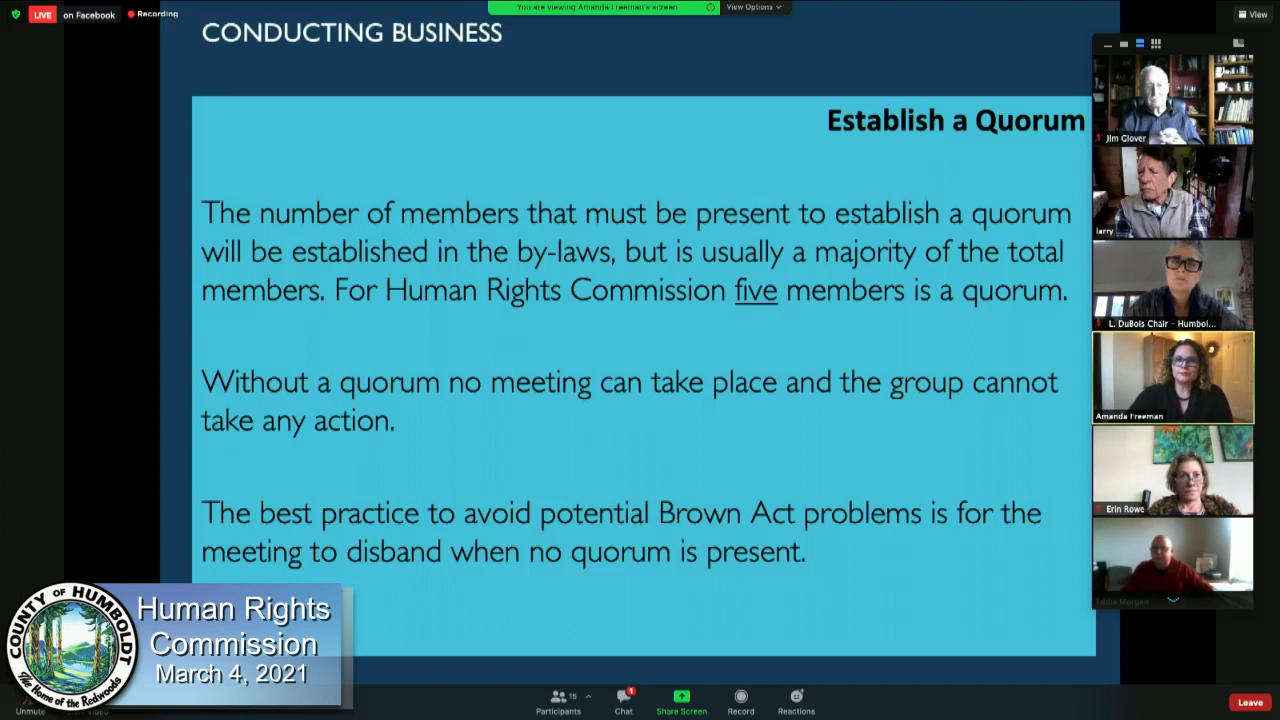 LIVE
on Facebook
Recording
You are viewing Amanda Freeman's screen
View Options
View
CONDUCTING BUSINESS
Establish a Quorum
The number of members that must be present to establish a quorum
will be established in the by-laws, but is usually a majority of the total
members. For Human Rights Commission five members is a quorum.
Without a quorum no meeting can take place and the group cannot
take any action.
The best practice to avoid potential Brown Act problems is for the
meeting to disband when no quorum is present.
Jim Glover
larry
L. DuBois Chair - Humbol...
Amanda Freeman
Erin Rowe
Eddie Morgan
COUNTY OF HUMBOLDT
The Home of the Redwoods
Human Rights
Commission
March 4, 2021
Unmute
Participants
15
Chat
1
Share Screen
Record
Reactions
Leave